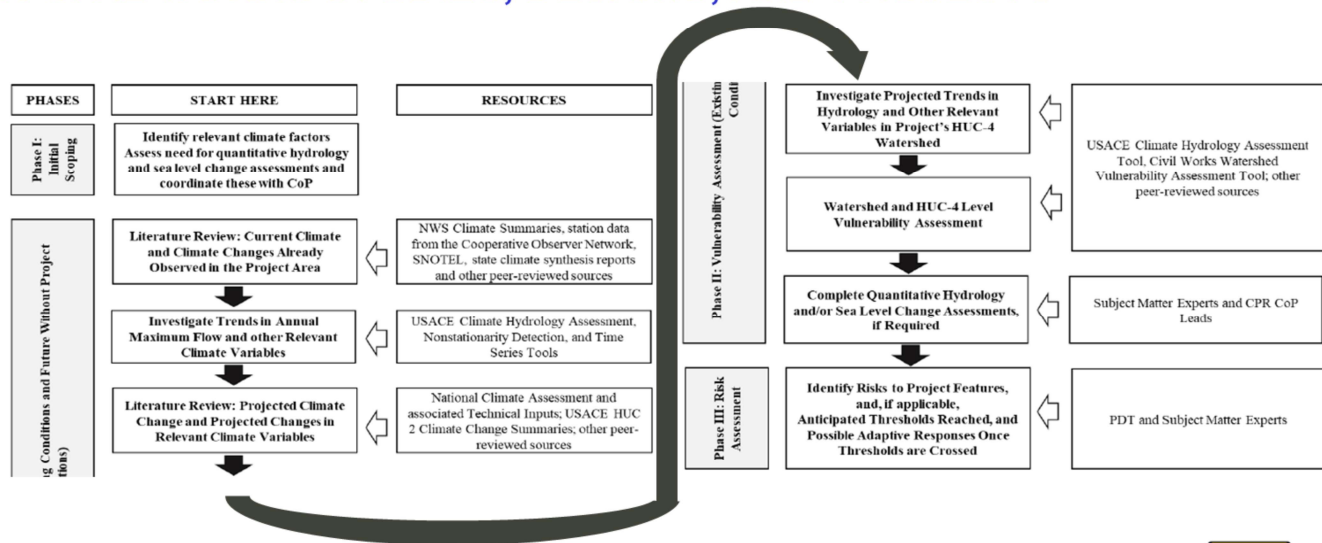 PHASES
START HERE
RESOURCES
Phase I:
Initial
Scoping
Identify relevant climate factors
Assess need for quantitative hydrology
and sea level change assessments and
coordinate these with CoP
Conditions and Future Without Project
Literature Review: Current Climate
and Climate Changes Already
Observed in the Project Area
NWS Climate Summaries, station data
from the Cooperative Observer Network,
SNOTEL, state climate synthesis reports
and other peer-reviewed sources
Investigate Trends in Annual
Maximum Flow and other Relevant
Climate Variables
USACE Climate Hydrology Assessment,
Nonstationarity Detection, and Time
Series Tools
Literature Review: Projected Climate
Change and Projected Changes in
Relevant Climate Variables
National Climate Assessment and
associated Technical Inputs; USACE HUC
2 Climate Change Summaries; other peer-
reviewed sources
Phase II: Vulnerability Assessment
Investigate Projected Trends in
Hydrology and Other Relevant
Variables in Project's HUC-4
Watershed
USACE Climate Hydrology Assessment
Tool, Civil Works Watershed
Vulnerability Assessment Tool; other
peer-reviewed sources
Watershed and HUC-4 Level
Vulnerability Assessment
Complete Quantitative Hydrology
and/or Sea Level Change Assessments,
if Required
Subject Matter Experts and CPR CoP
Leads
Phase III: Risk
Assessment
Identify Risks to Project Features,
and, if applicable,
Anticipated Thresholds Reached, and
Possible Adaptive Responses Once
Thresholds are Crossed
PDT and Subject Matter Experts